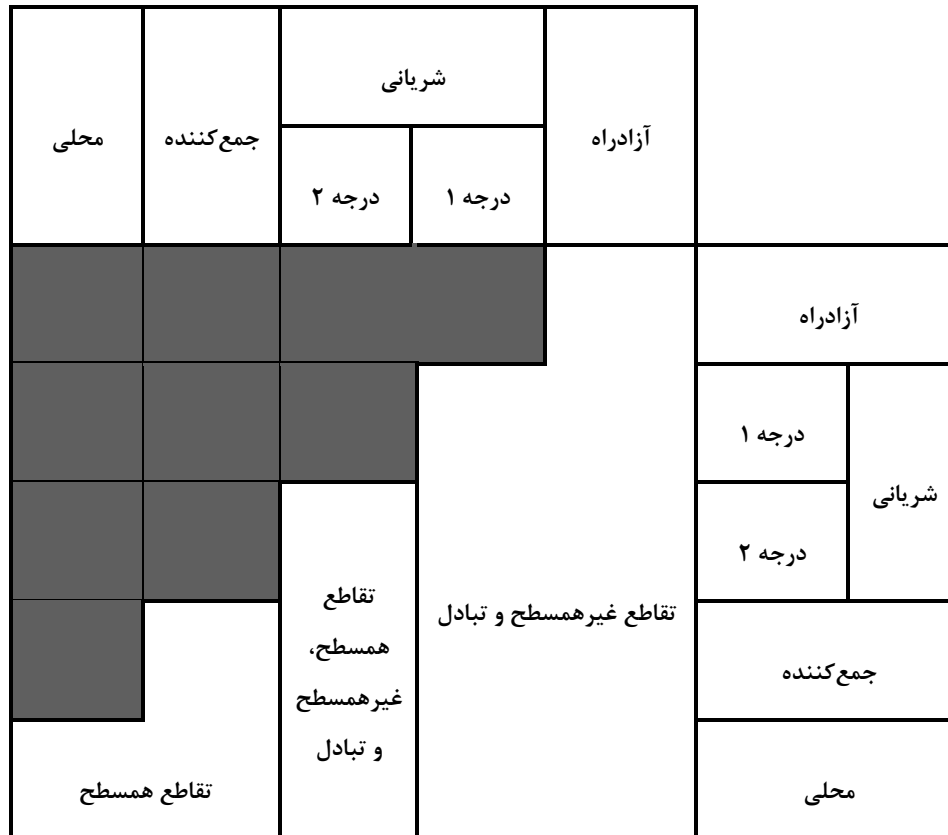 آزادراه
شریانی
جمع‌کننده
محلی
درجه ۱
درجه ۲
آزادراه
شریانی
درجه ۱
درجه ۲
جمع‌کننده
محلی
تقاطع غیرهمسطح و تبادل
تقاطع
همسطح،
غیرهمسطح
و تبادل
تقاطع همسطح